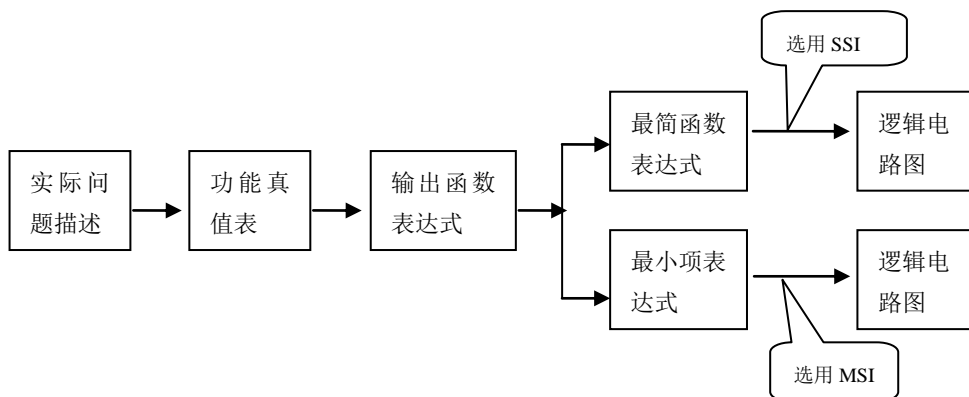 选用 SSI
最简函数
表达式
逻辑电
路图
实际问
题描述
功能真
值表
输出函数
表达式
最小项表
达式
逻辑电
路图
选用 MSI